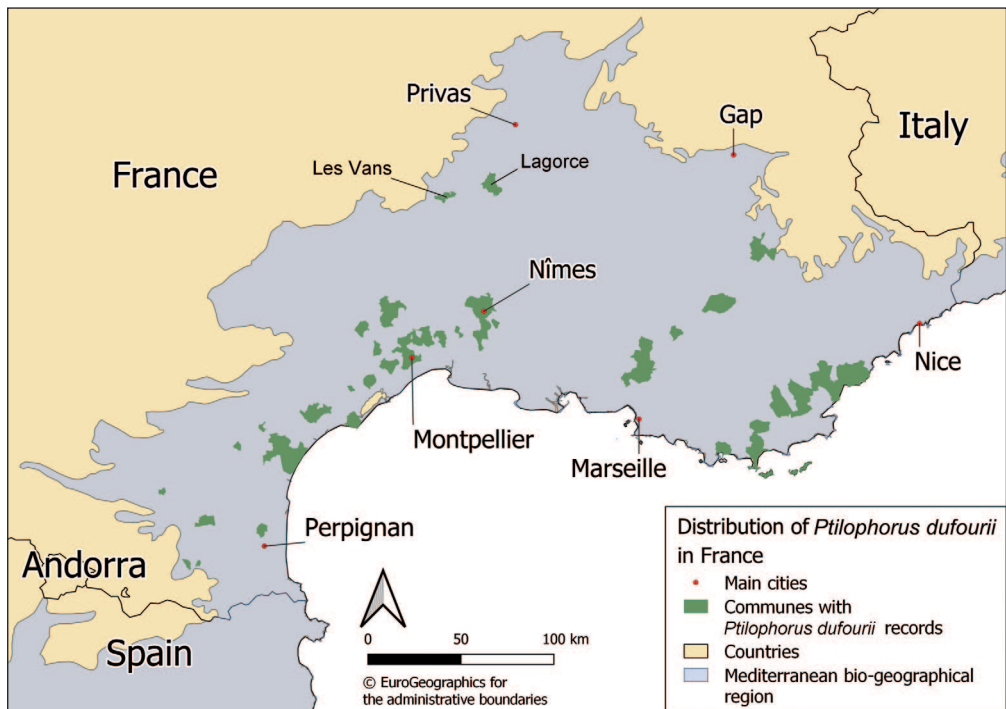 Privas
Gap
Italy
France
Les Vans
Lagorce
Nîmes
Nice
Montpellier
Marseille
Perpignan
Andorra
Spain
0 50 100 km
© EuroGeographics for
the administrative boundaries
Distribution of Ptilophorus dufourii
in France
Main cities
Communes with
Ptilophorus dufourii records
Countries
Mediterranean bio-geographical
region